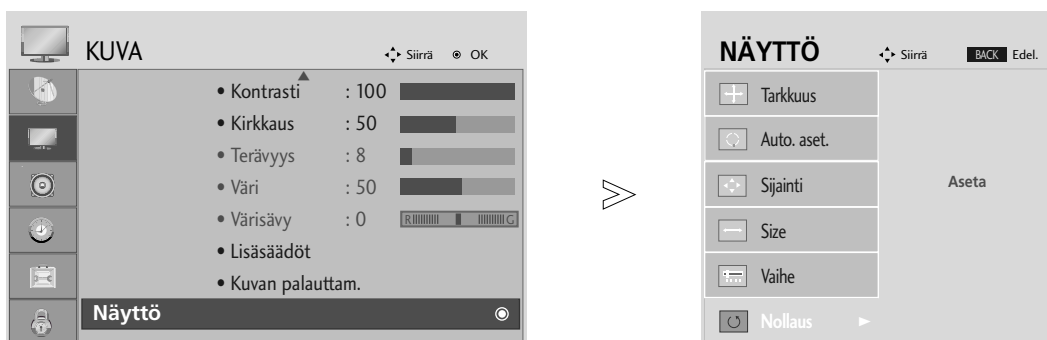 KUVA Siirrä OK
• Kontrasti : 100
• Kirkkaus : 50
• Terävyys : 8
• Väri : 50
• Värisävy : 0 R G
• Lisäsäädöt
• Kuvan palauttam.
Näyttö
NÄYTTÖ Siirrä BACK Edel.
Tarkkuus
Auto. aset.
Sijainti
Aseta
Size
Vaihe
Nollaus